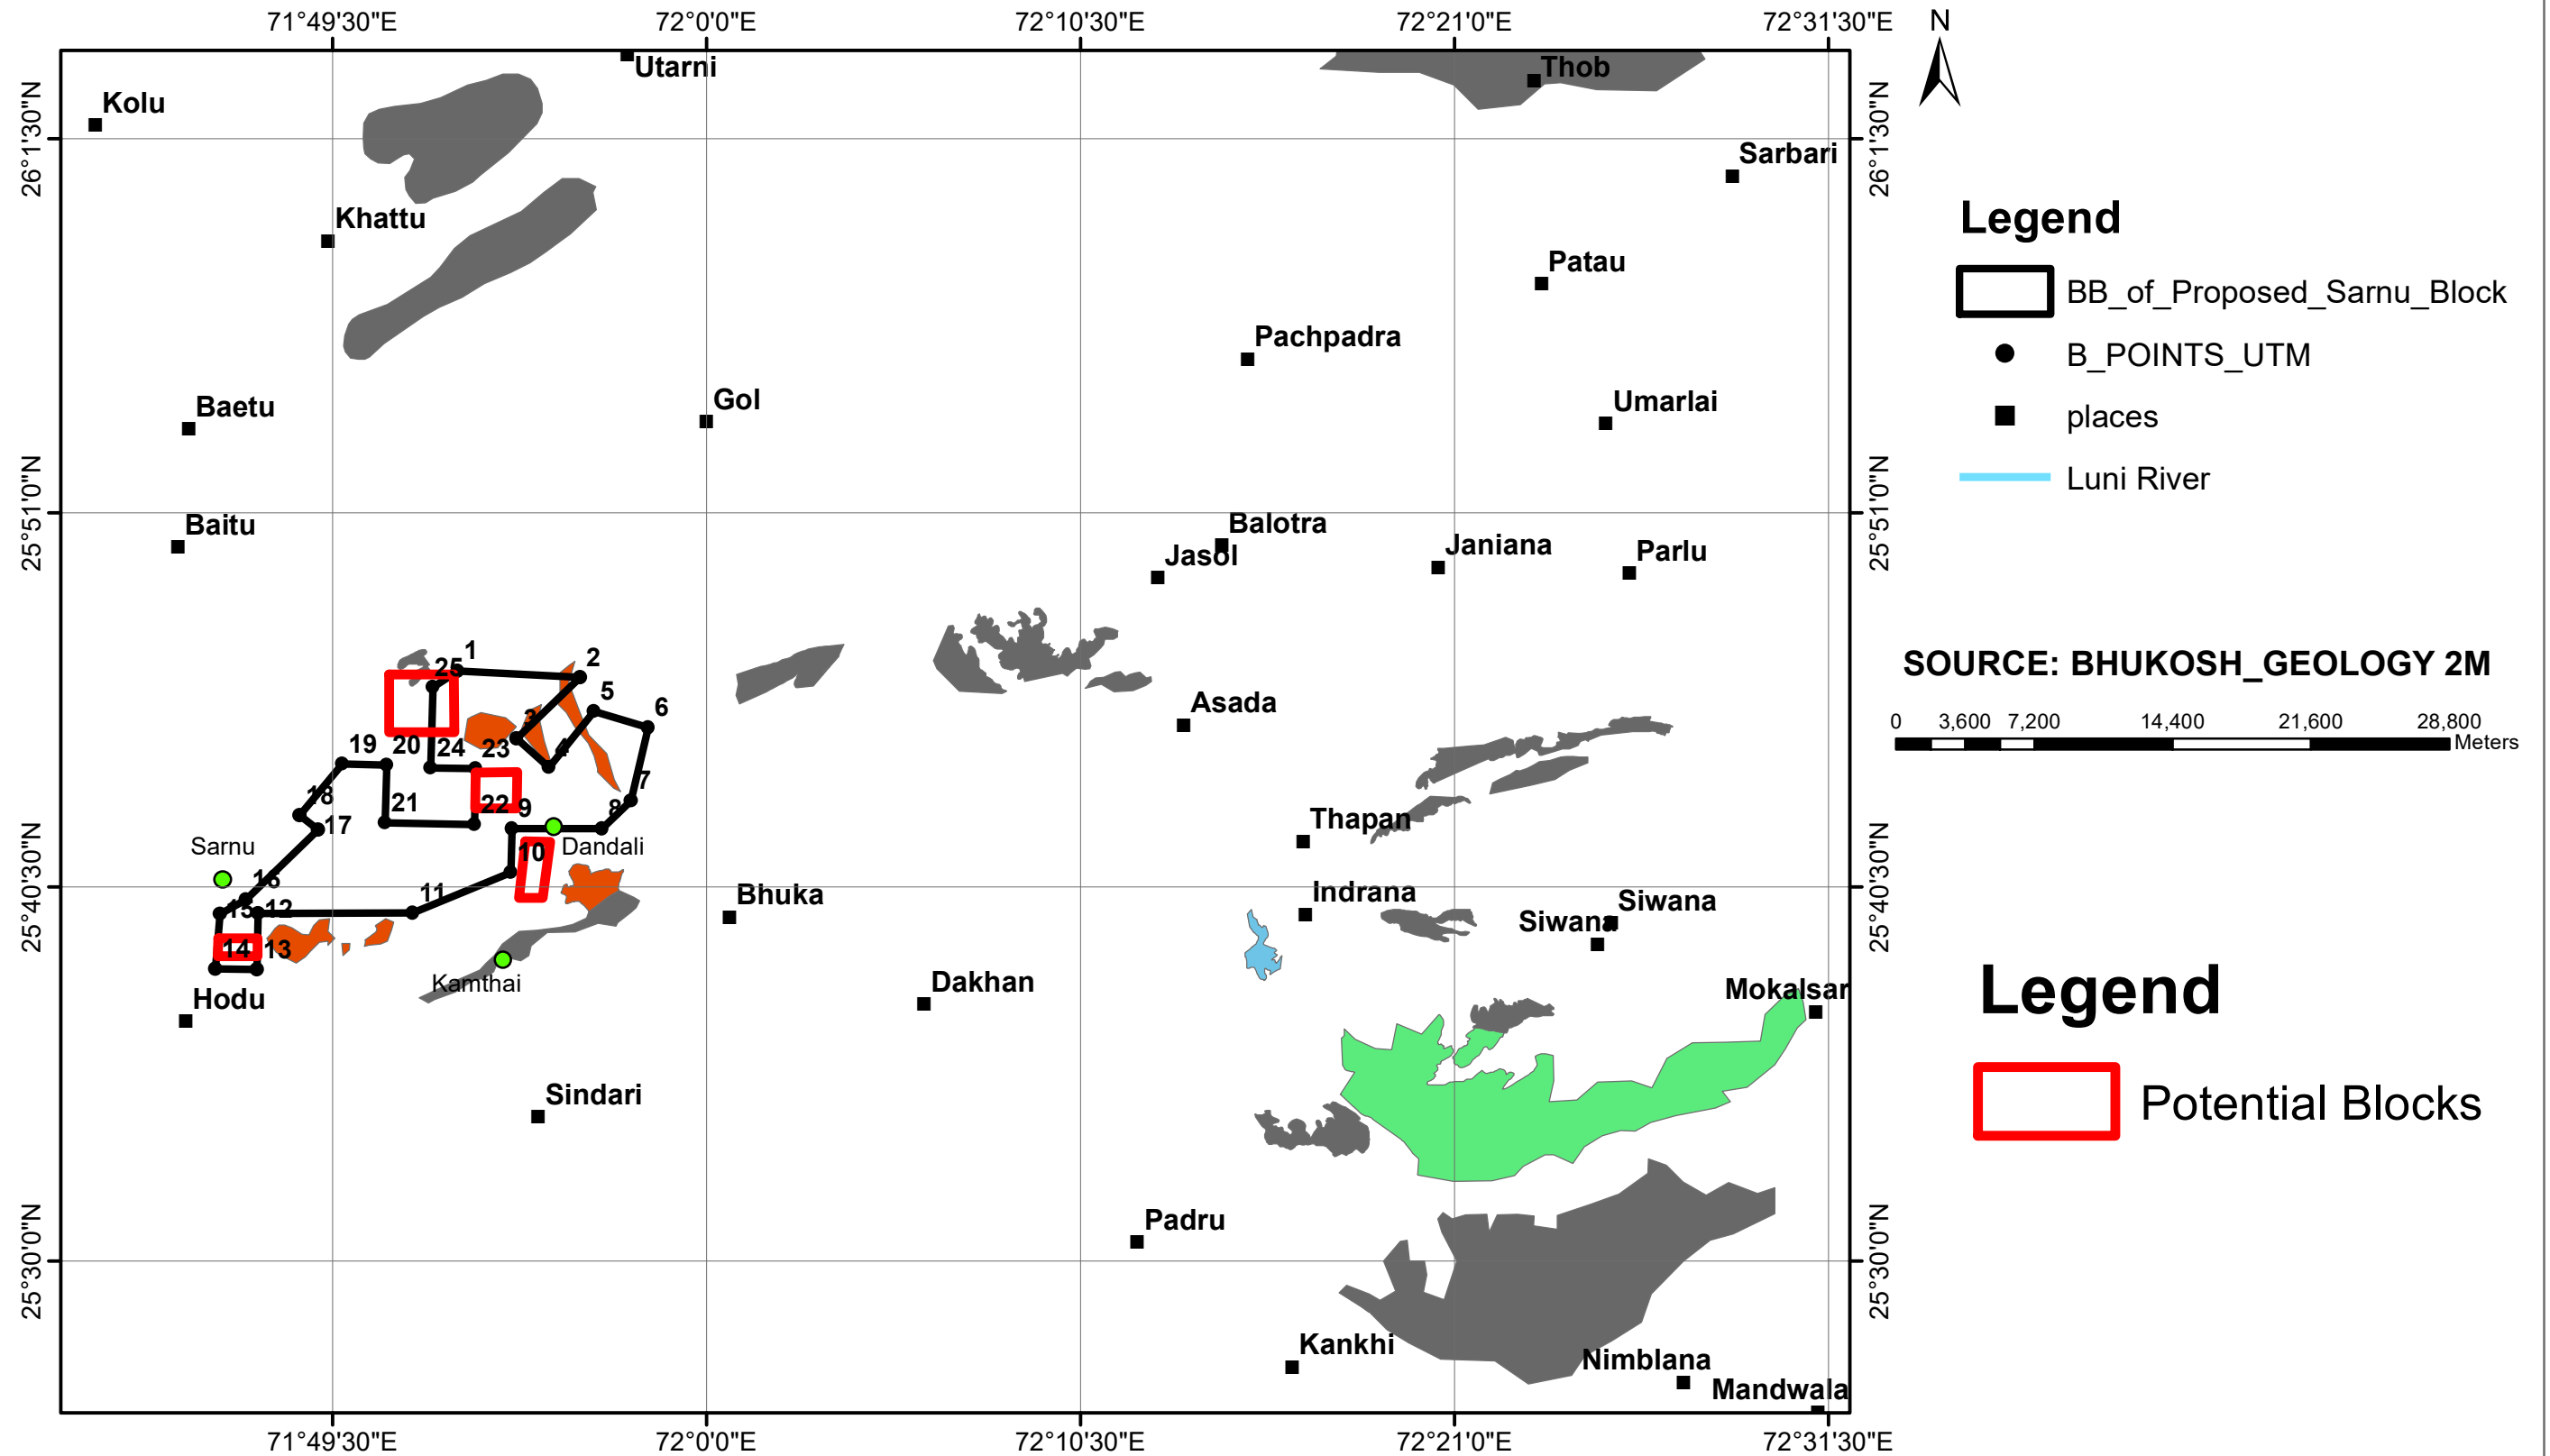 71°49'30"E 72°0'0"E 72°10'30"E 72°21'0"E 72°31'30"E
N
Utarni
Thob
Kolu
26°1'30"N
26°1'30"N
Sarbari
Khattu
Patau
Pachpadra
Baetu
Gol
Umarlai
25°51'0"N
25°51'0"N
Baitu
Balotra
Jasol
Janiana
Parlu
1
2
25
5
6
3
Asada
19
20
24
23
4
7
18
21
22
9
8
17
Thapan
Sarnu
10
Dandali
25°40'30"N
25°40'30"N
16
11
Bhuka
Indrana
Siwana
Siwana
15
12
14
13
Kamthai
Hodu
Dakhan
Mokalsar
Sindari
Padru
25°30'0"N
25°30'0"N
Kankhi
Nimblana
Mandwala
71°49'30"E 72°0'0"E 72°10'30"E 72°21'0"E 72°31'30"E
Legend
BB_of_Proposed_Sarnu_Block
B_POINTS_UTM
places
Luni River
SOURCE: BHUKOSH_GEOLOGY 2M
0 3,600 7,200 14,400 21,600 28,800
Meters
Legend
Potential Blocks